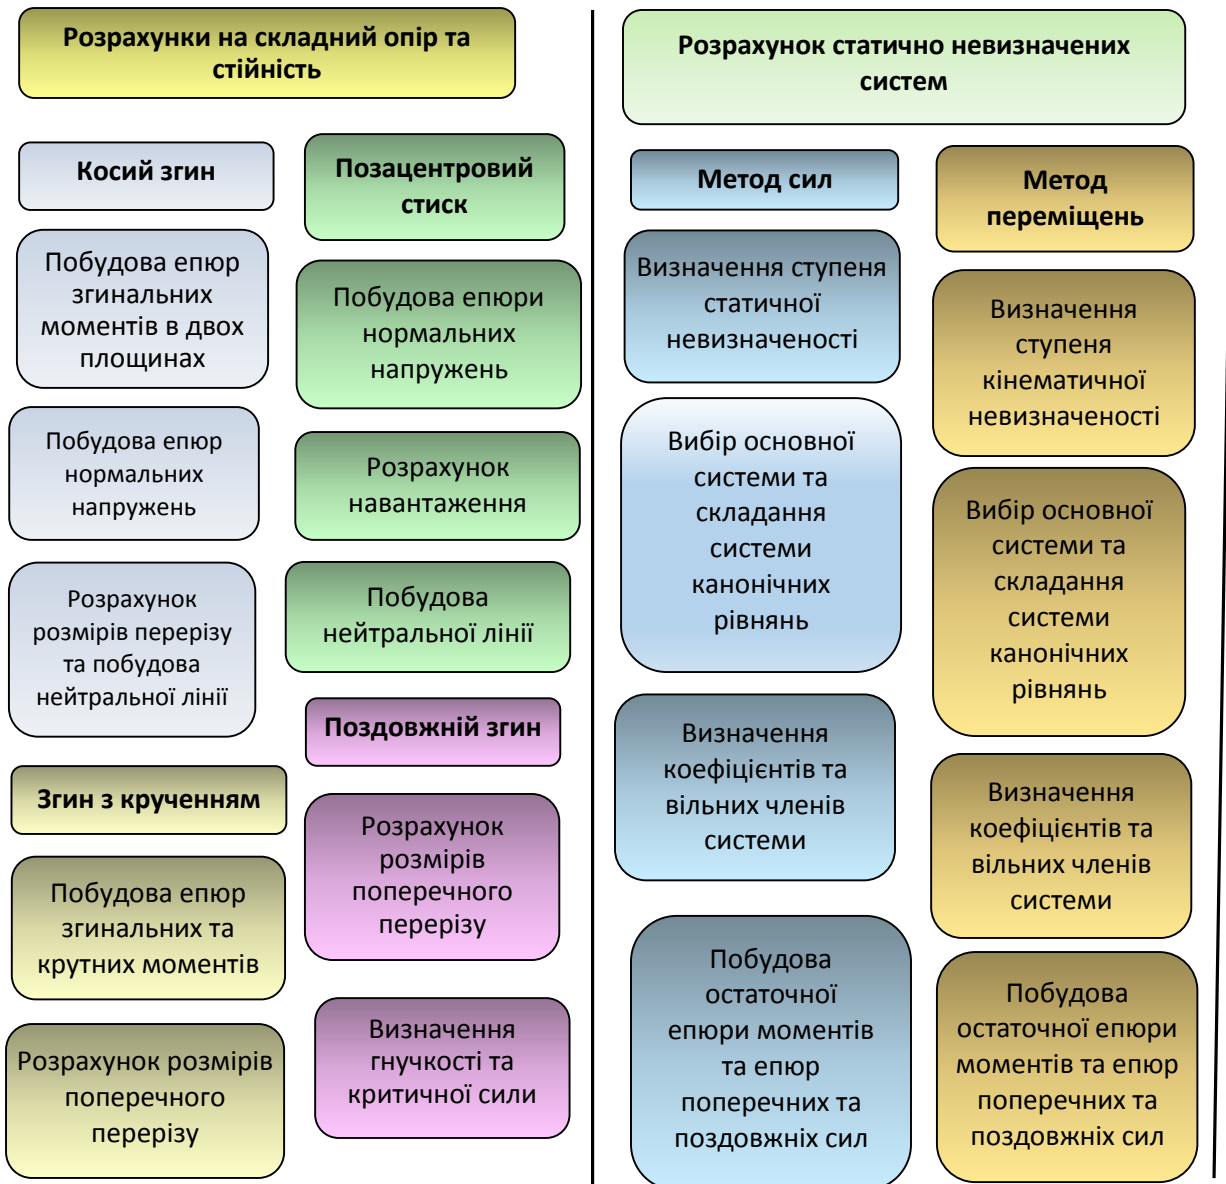 Розрахунки на складний опір та
стійність
Косий згин
Побудова епюр
згинальних
моментів в двох
площинах
Побудова епюр
нормальних
напружень
Розрахунок
розмірів перерізу
та побудова
нейтральної лінії
Згин з крученням
Побудова епюр
згинальних та
крутних моментів
Розрахунок розмірів
поперечного
перерізу
Позацентровий
стиск
Побудова епюри
нормальних
напружень
Розрахунок
навантаження
Побудова
нейтральної лінії
Поздовжній згин
Розрахунок
розмірів
поперечного
перерізу
Визначення
гнучкості та
критичної сили
Розрахунок статично невизначених
систем
Метод сил
Визначення ступеня
статичної
невизначеності
Вибір основної
системи та
складання
системи
канонічних
рівнянь
Визначення
коефіцієнтів та
вільних членів
системи
Побудова
остаточної
епюри моментів
та епюр
поперечних та
поздовжніх сил
Метод
переміщень
Визначення
ступеня
кінематичної
невизначеності
Вибір основної
системи та
складання
системи
канонічних
рівнянь
Визначення
коефіцієнтів та
вільних членів
системи
Побудова
остаточної епюри
моментів та епюр
поперечних та
поздовжніх сил